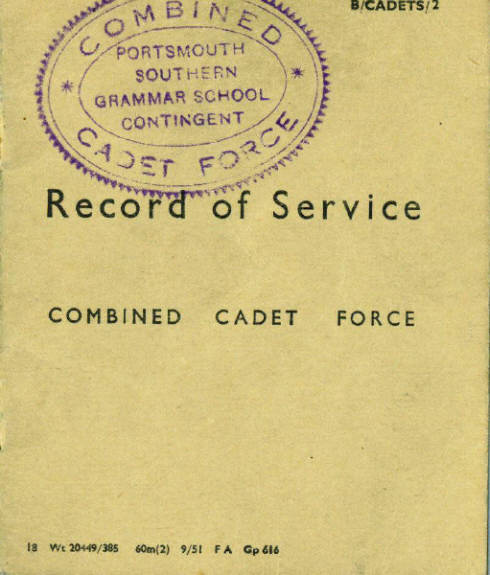 B/CADETS/2
COMBINED
PORTSMOUTH
SOUTHERN
GRAMMAR SCHOOL
CONTINGENT
CADET FORCE
Record of Service
COMBINED CADET FORCE
18 Wt 20449/385 60m(2) 9/51 F A Gp 616